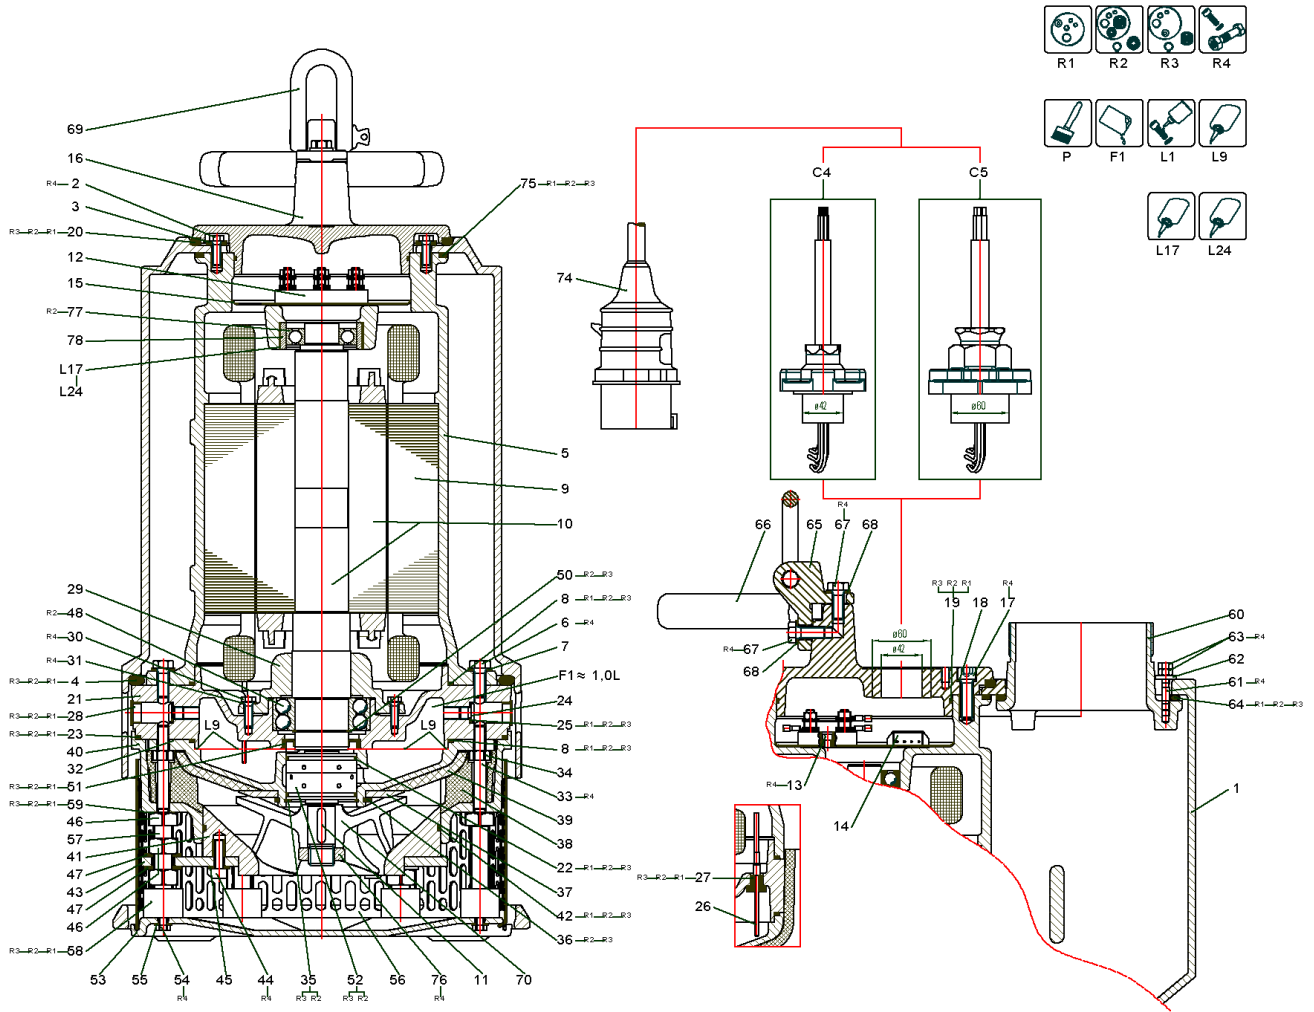 R1 R2 R3 R4
P F1 L1 L9
L17 L24
69
16
R4 2
3
R3 R2 R1 20
12
15
R2 77
78
L17
L24
75 R1 R2 R3
5
9
10
29
R2 48
R4 30
R4 31
R3 R2 R1 4
21
R3 R2 R1 28
R3 R2 R1 23
40
32
R3 R2 R1 51
R3 R2 R1 59
46
57
41
47
43
47
46
R3 R2 R1 58
53
55
54
R4
45
44
R4
35
R3 R2
52
R3 R2
56
76
R4
11
70
50 R2 R3
8 R1 R2 R3
6 R4
7
F1≈ 1,0L
24
25 R1 R2 R3
8 R1 R2 R3
34
33 R4
39
38
22 R1 R2 R3
37
42 R1 R2 R3
36 R2 R3
L9 L9
74
C4 C5
ø42 ø60
66 65
R4
67 68
R4 67
68
ø60
ø42
R3 R2 R1
19 18
R4
17
60
63 R4
62
61 R4
64 R1 R2 R3
1
R4 13
14
R3 R2 R1 27
26